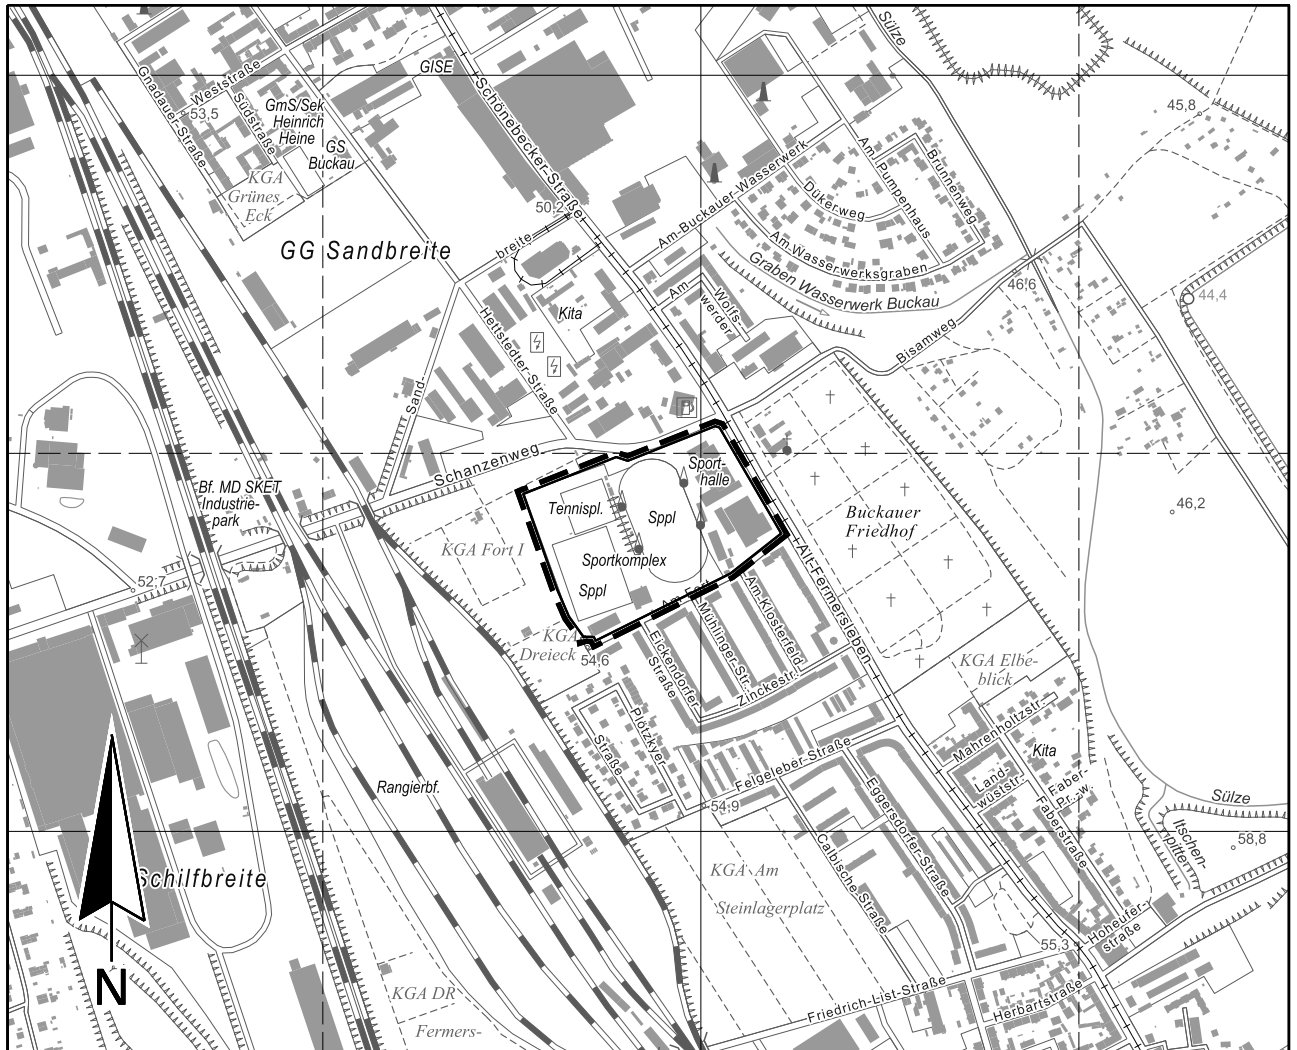 Sülze
GISE
Weststraße
Gnadauer-Straße
Südstraße
53,5
GmS/Sek
Heinrich
Heine
GS
Buckau
KGA
Grünes
Eck
Schönebecker-Straße
50,2
45,8
Am-Buckauer-Wasserwerk
Am Pumpenhaus
Brunnenweg
Dükerweg
Am-Wasserwerksgraben
Graben Wasserwerk Buckau
46,6
44,4
GG Sandbreite
breite
Kita
Am
Wolfs-
werder
Hettstedter-Straße
Sand-
Bisamweg
Schanzenweg
Sport-
halle
Bf. MD SKET
Industrie-
park
Tennispl.
Sppl
Buckauer
Friedhof
46,2
KGA Fort I
Sportkomplex
Sppl
52,7
Alt-Fermersleben
Am-Klosterfeld
Mühlinger-Str.
Eickendorfer
Straße
KGA
Dreieck
54,6
Zinckestr.
KGA Elbe-
blick
Plötzkyer
Straße
Mahrenholtzstr.
Kita
Felgeleber-Straße
Land-
wüststr.
Faber-
Pr.-w.
Faberstraße
Rangierbf.
Eggersdorfer-Straße
54,9
Sülze
Itschen-
pitten
58,8
Calbische-Straße
KGA Am
Steinlagerplatz
Schilfbreite
Hoheufer-
straße
55,3
N
KGA DR
Fermers-
Friedrich-List-Straße
Herbartstraße